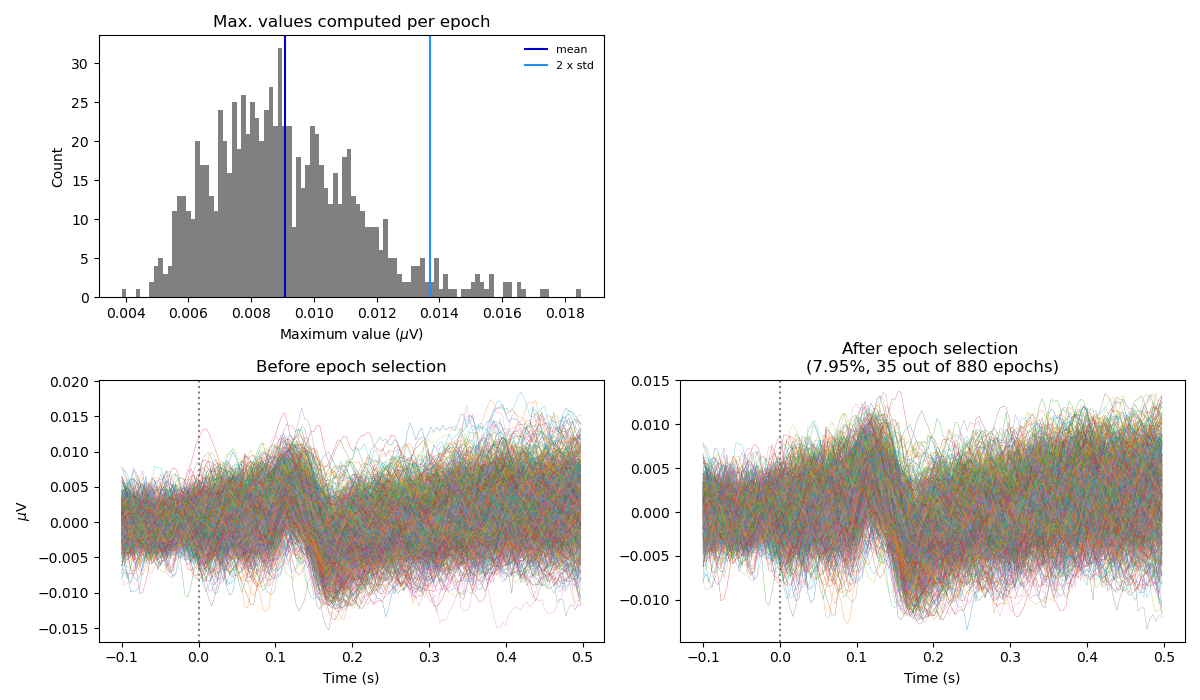 Max. values computed per epoch
mean
2 x std
Count
30
25
20
15
10
5
0
0.004 0.006 0.008 0.010 0.012 0.014 0.016 0.018
Maximum value (μV)
Before epoch selection
μV
0.020
0.015
0.010
0.005
0.000
−0.005
−0.010
−0.015
−0.1 0.0 0.1 0.2 0.3 0.4 0.5
Time (s)
After epoch selection
(7.95%, 35 out of 880 epochs)
0.015
0.010
0.005
0.000
−0.005
−0.010
−0.1 0.0 0.1 0.2 0.3 0.4 0.5
Time (s)